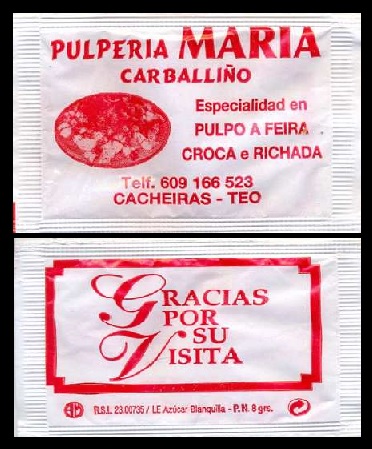 PULPERIA MARIA
CARBALLIÑO
Especialidad en
PULPO A FEIRA
CROCA e RICHADA
Telf. 609 166 523
CACHEIRAS - TEO
GRACIAS
POR
SU
VISITA
R.S.I. 23.00735 / LE Azúcar Blanquilla - P.N. 8 grs.